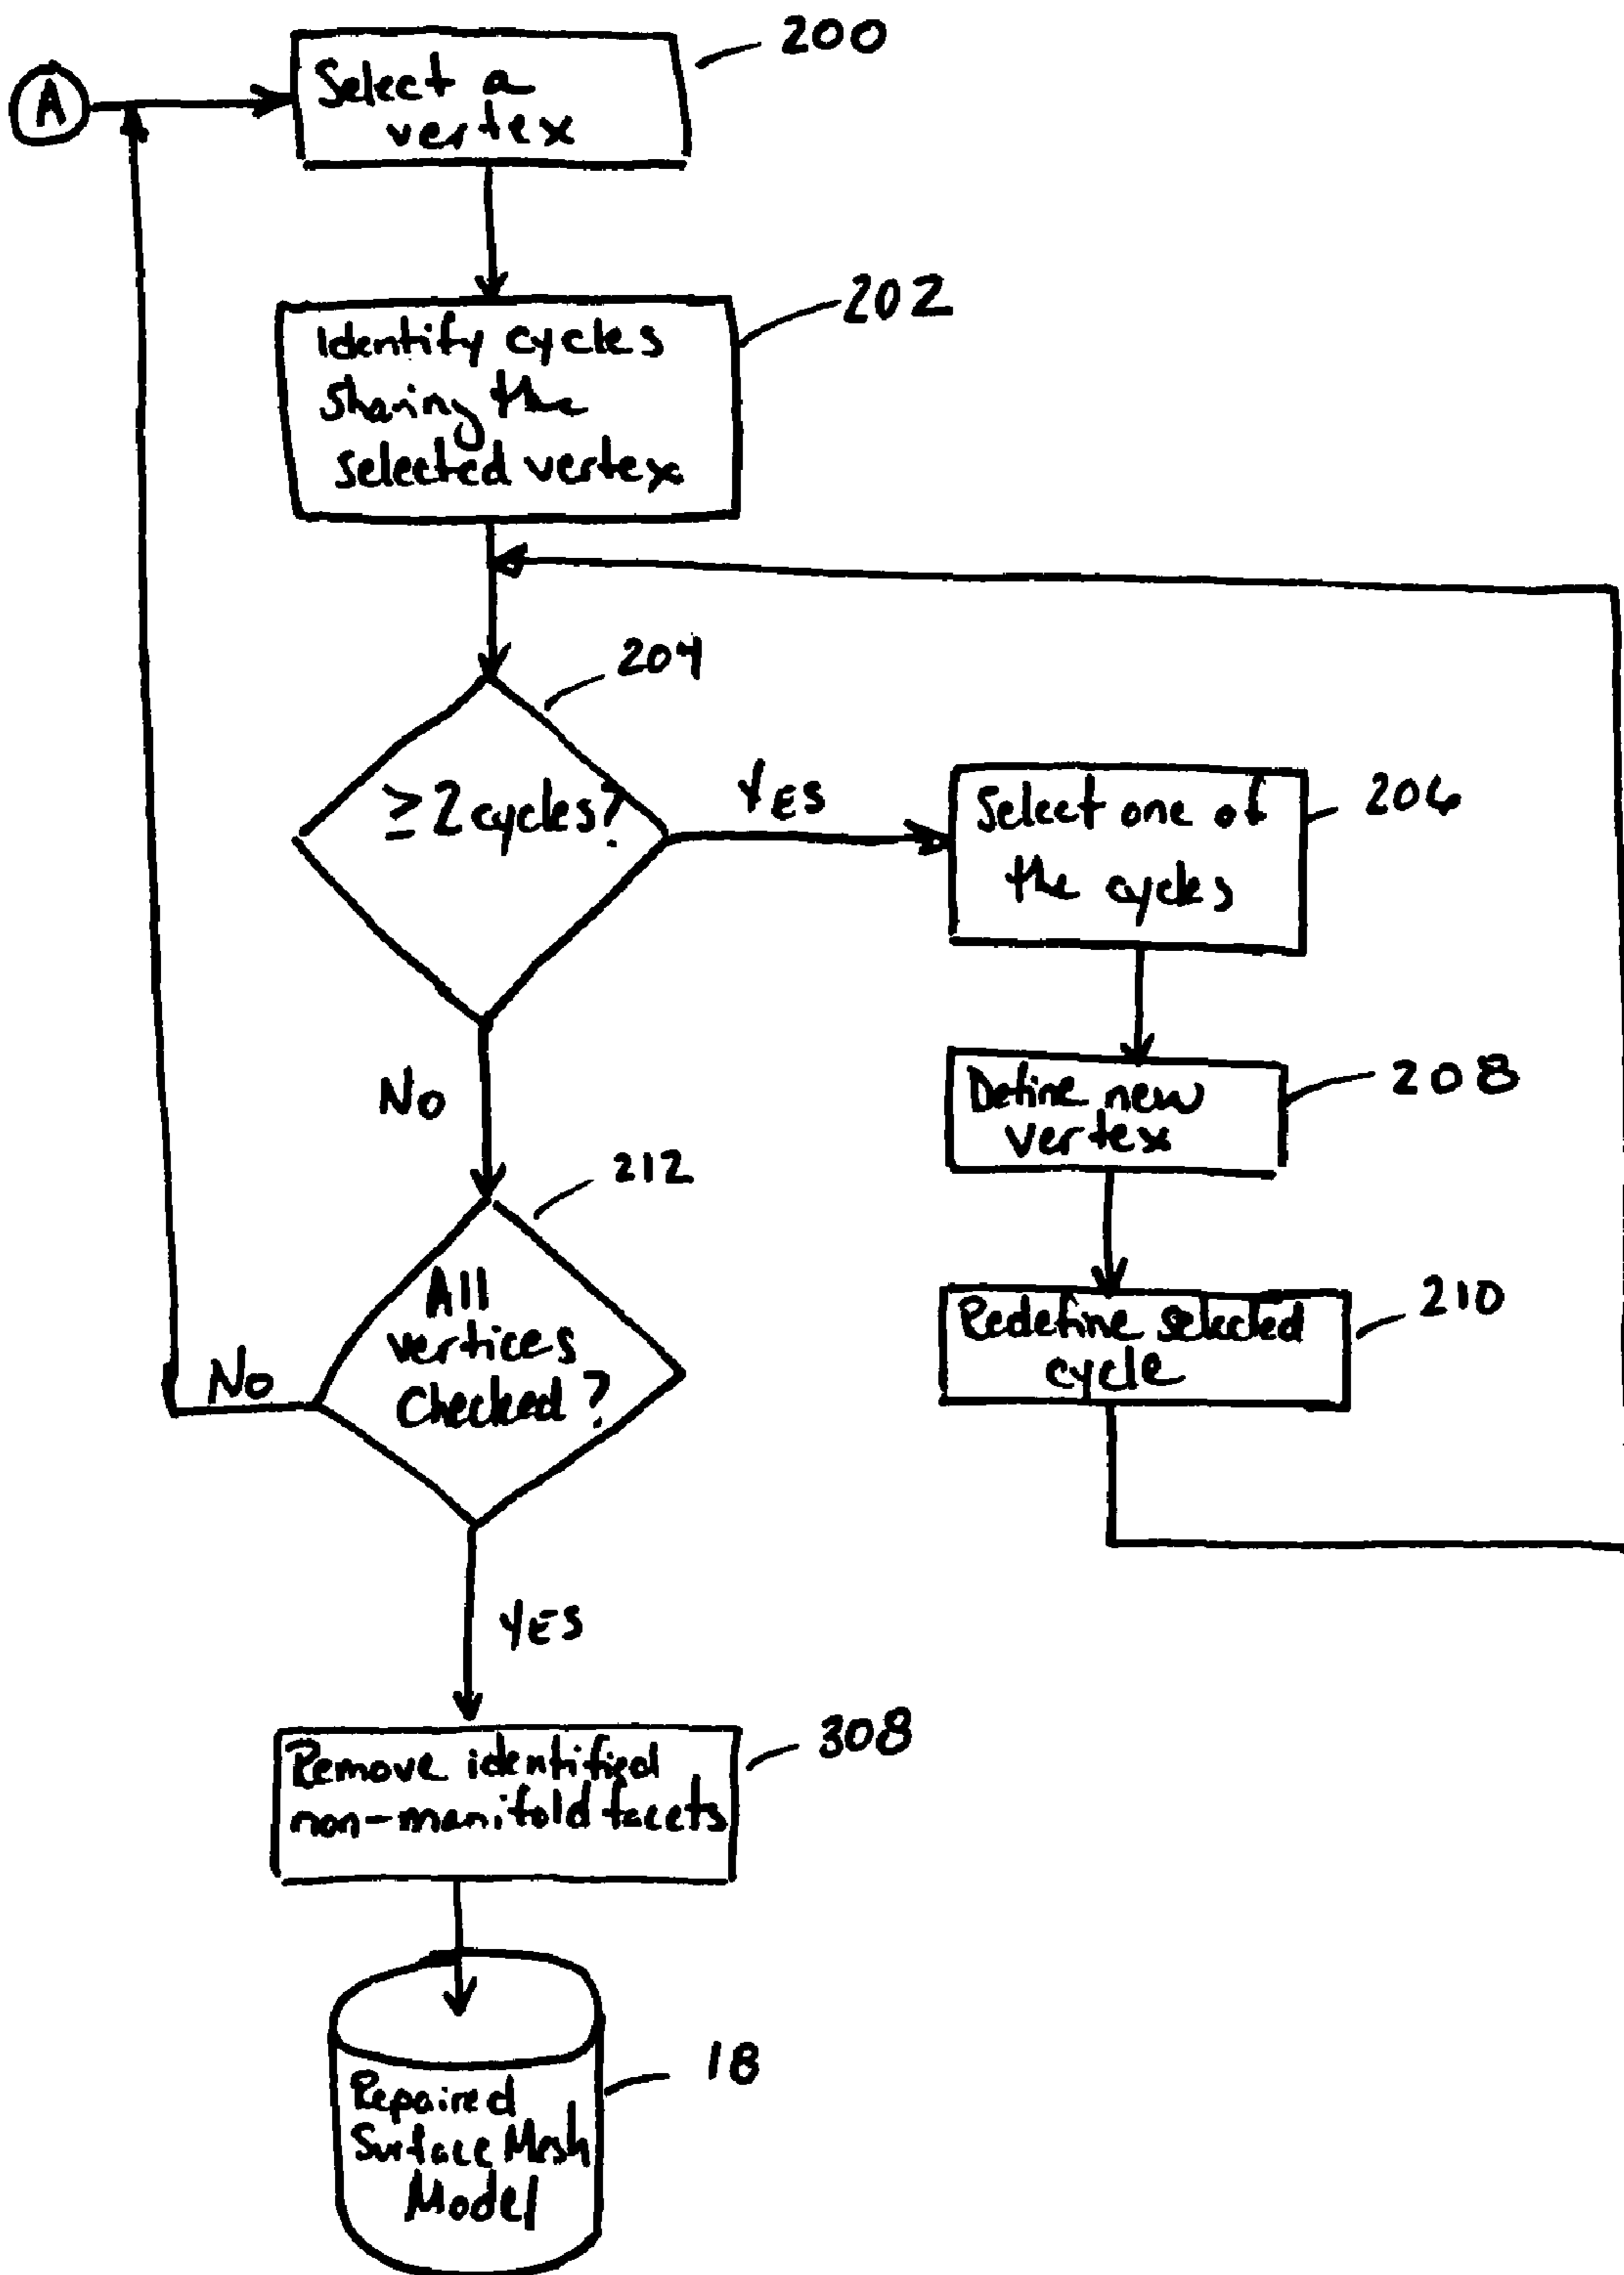 A
200
Select a
vertex
202
Identify cycles
sharing the
selected vertex
204
≥ 2 cycles?
YES
Select one of
the cycles
206
No
Define new
vertex
208
212
All
vertices
checked?
No
Redefine selected
cycle
210
YES
308
Remove identified
non-manifold facets
18
Repaired
Surface Mesh
Model